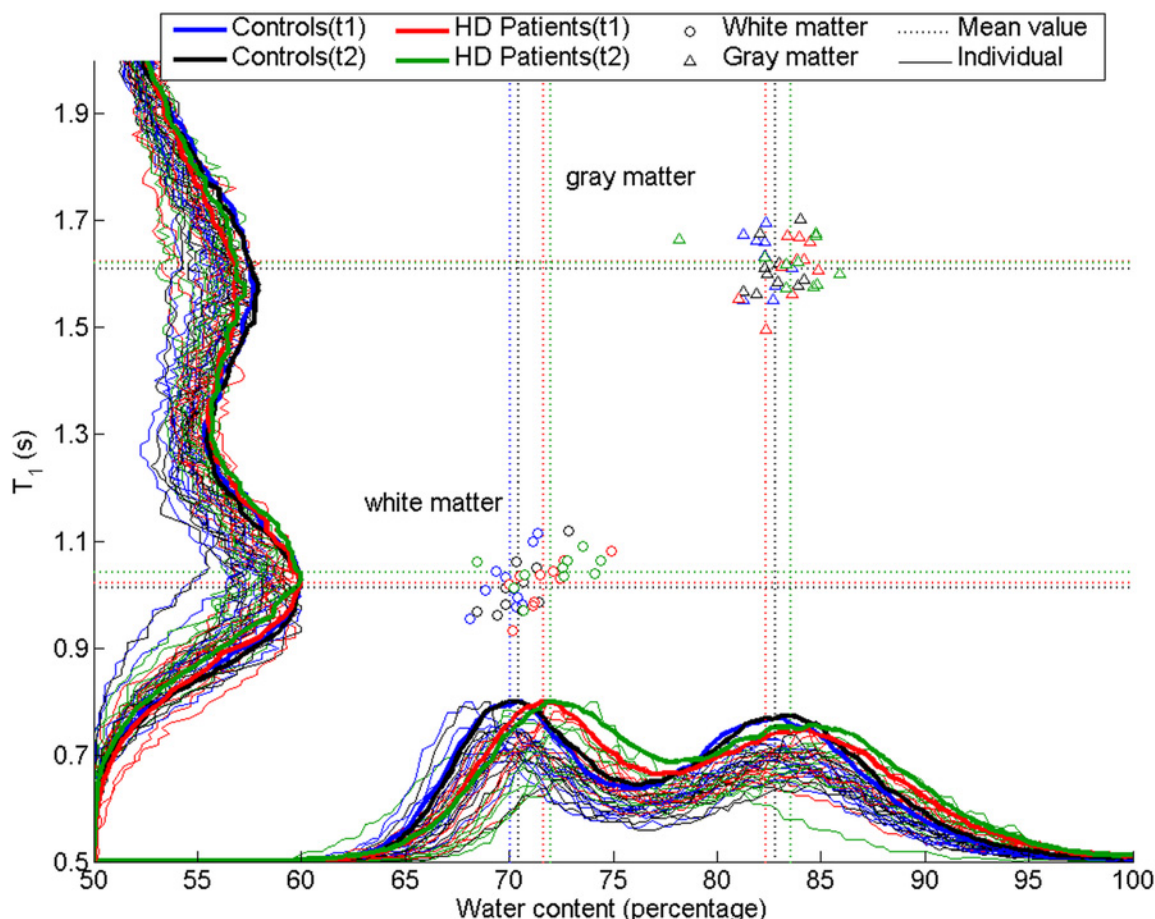 Controls(t1) HD Patients(t1) White matter Mean value
Controls(t2) HD Patients(t2) Gray matter Individual
1.9
1.7
1.5
1.3
1.1
0.9
0.7
0.5
T1 (s)
gray matter
white matter
50 55 60 65 70 75 80 85 90 95 100
Water content (percentage)